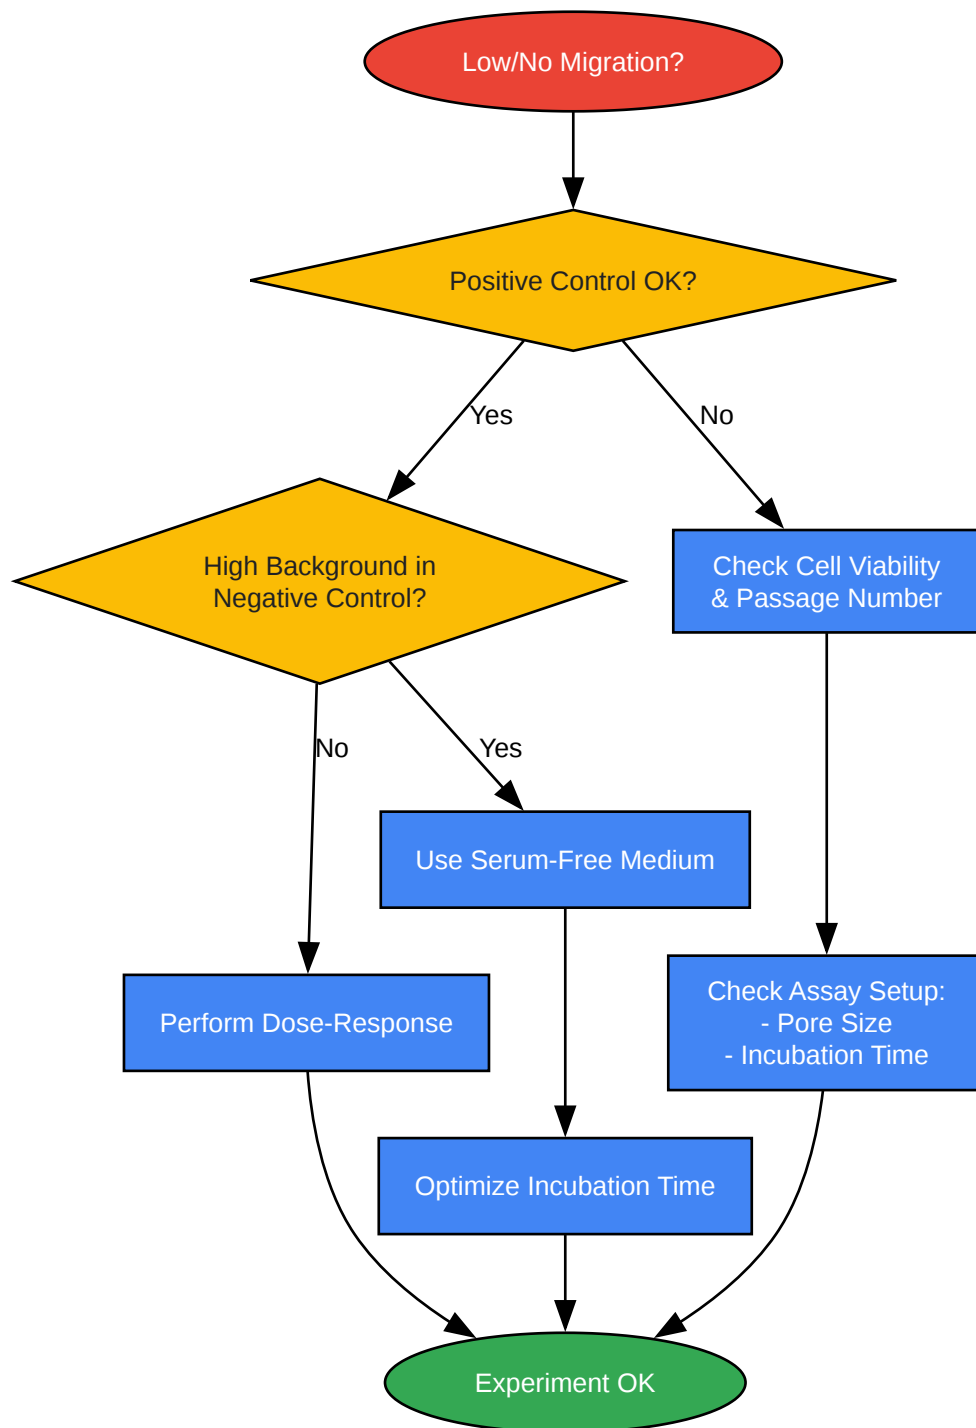 Low/No Migration?
Positive Control OK?
Yes
No
High Background in
Negative Control?
Check Cell Viability
& Passage Number
No
Yes
Use Serum-Free Medium
Perform Dose-Response
Check Assay Setup:
- Pore Size
- Incubation Time
Optimize Incubation Time
Experiment OK